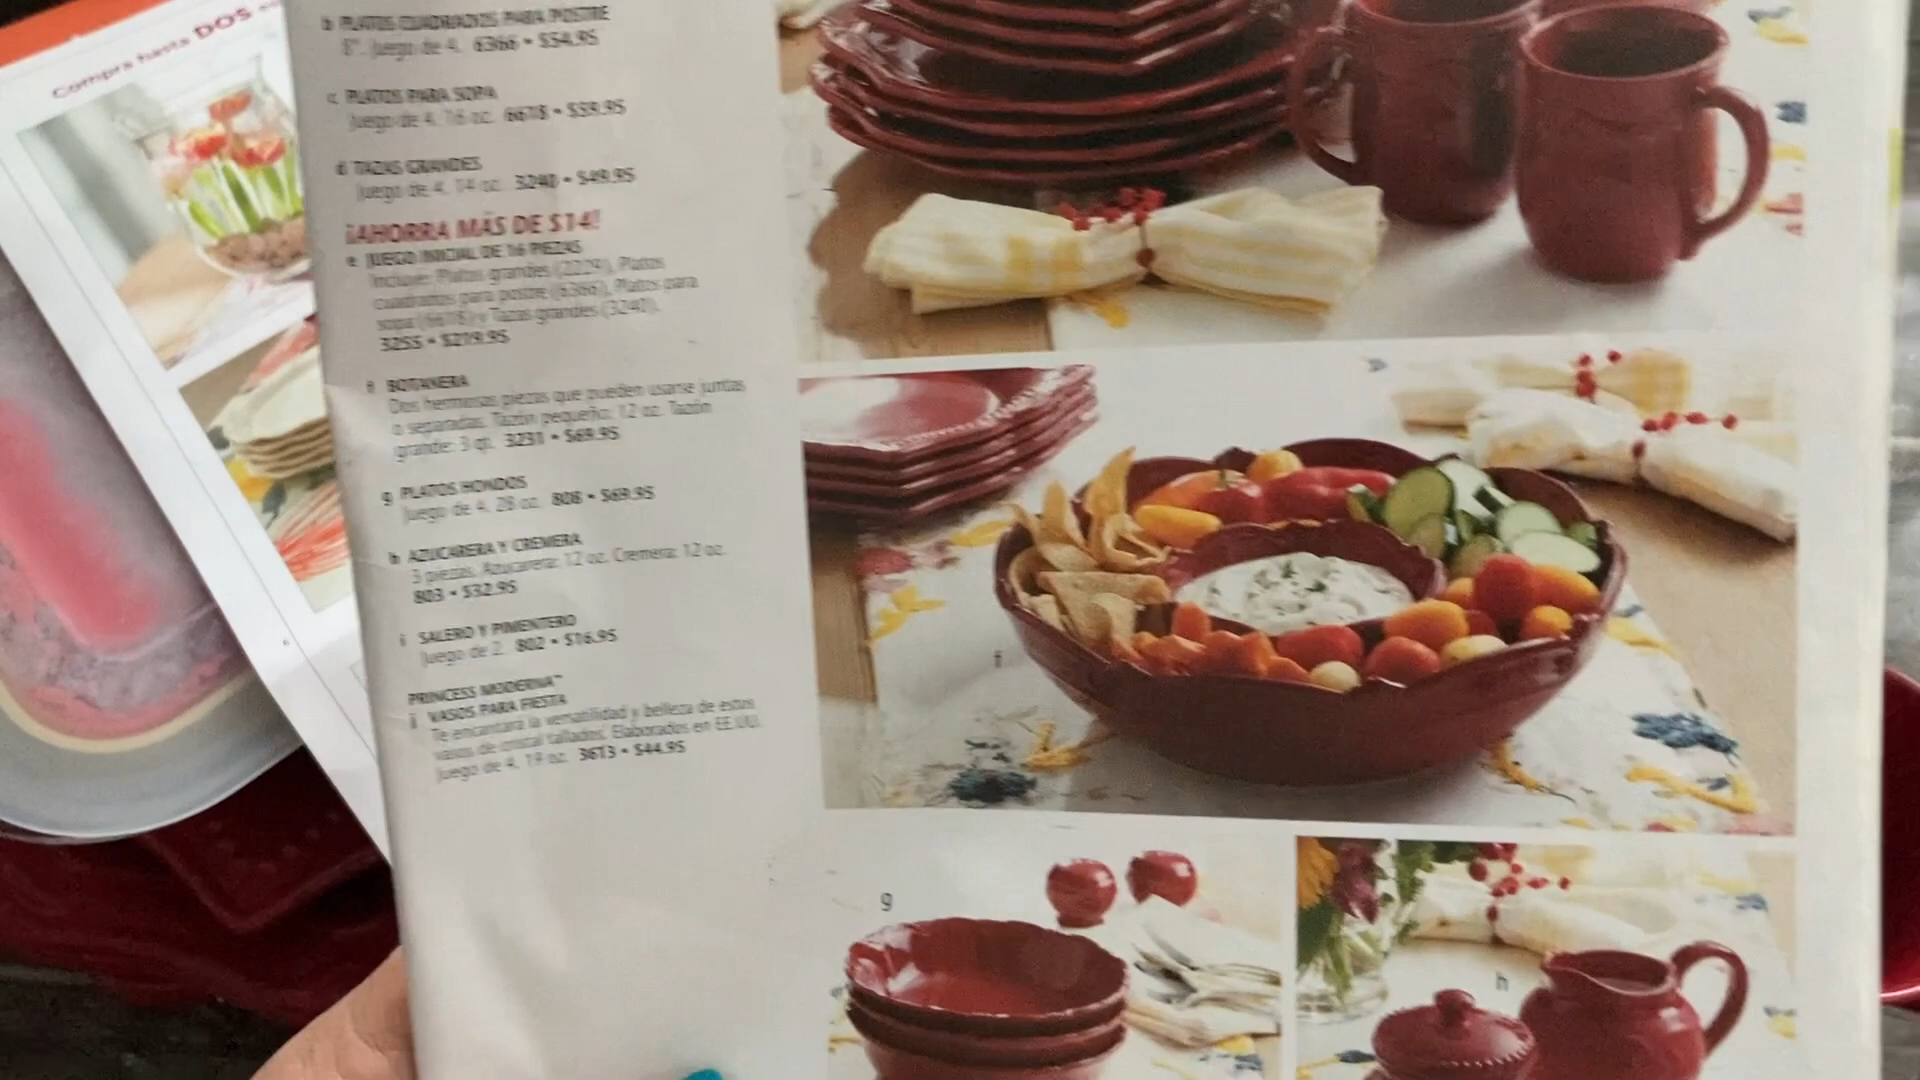 Compra hasta DOS
b PLATOS CUADRADOS PARA POSTRE
8". Juego de 4. 6366 • $54.95
c PLATOS PARA SOPA
Juego de 4. 16 oz. 6618 • $59.95
d TAZAS GRANDES
Juego de 4. 14 oz. 3240 • $49.95
¡AHORRA MÁS DE $14!
e JUEGO INICIAL DE 16 PIEZAS
Incluye: Platos grandes (2229), Platos
cuadrados para postre (6366), Platos para
sopa (6618) y Tazas grandes (3240).
3255 • $219.95
f BOTANERA
Dos hermosas piezas que pueden usarse juntas
o separadas. Tazón pequeño: 12 oz. Tazón
grande: 3 qt. 3231 • $69.95
g PLATOS HONDOS
Juego de 4. 28 oz. 808 • $69.95
h AZUCARERA Y CREMERA
3 piezas. Azucarera: 12 oz. Cremera: 12 oz.
803 • $32.95
i SALERO Y PIMENTERO
Juego de 2. 802 • $16.95
PRINCESS MODERNA™
j VASOS PARA FIESTA
Te encantará la versatilidad y belleza de estos
vasos de cristal tallados. Elaborados en EE.UU.
Juego de 4. 19 oz. 3613 • $44.95
f
g
h